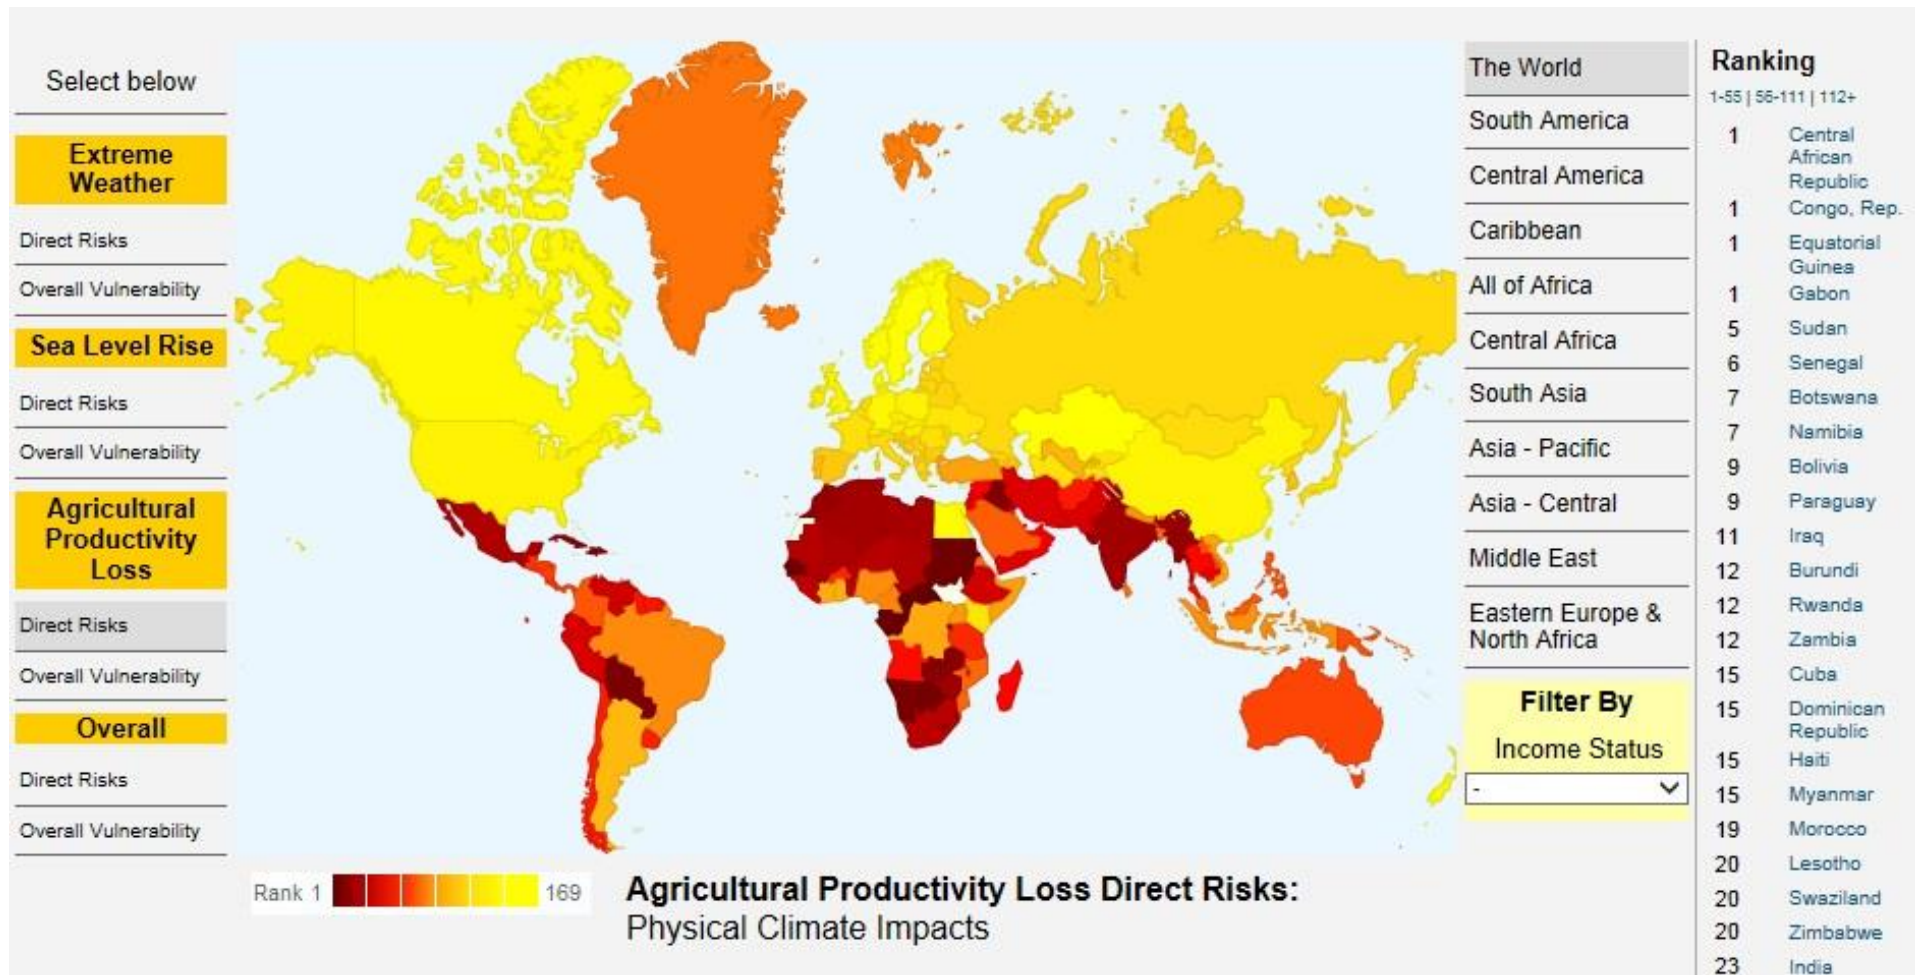 Select below
Extreme
Weather
Direct Risks
Overall Vulnerability
Sea Level Rise
Direct Risks
Overall Vulnerability
Agricultural
Productivity
Loss
Direct Risks
Overall Vulnerability
Overall
Direct Risks
Overall Vulnerability
Rank 1
169
Agricultural Productivity Loss Direct Risks:
Physical Climate Impacts
The World
South America
Central America
Caribbean
All of Africa
Central Africa
South Asia
Asia - Pacific
Asia - Central
Middle East
Eastern Europe &
North Africa
Filter By
Income Status
-
Ranking
1-55 | 56-111 | 112+
1 Central
African
Republic
1 Congo, Rep.
1 Equatorial
Guinea
1 Gabon
5 Sudan
6 Senegal
7 Botswana
7 Namibia
9 Bolivia
9 Paraguay
11 Iraq
12 Burundi
12 Rwanda
12 Zambia
15 Cuba
15 Dominican
Republic
15 Haiti
15 Myanmar
19 Morocco
20 Lesotho
20 Swaziland
20 Zimbabwe
23 India